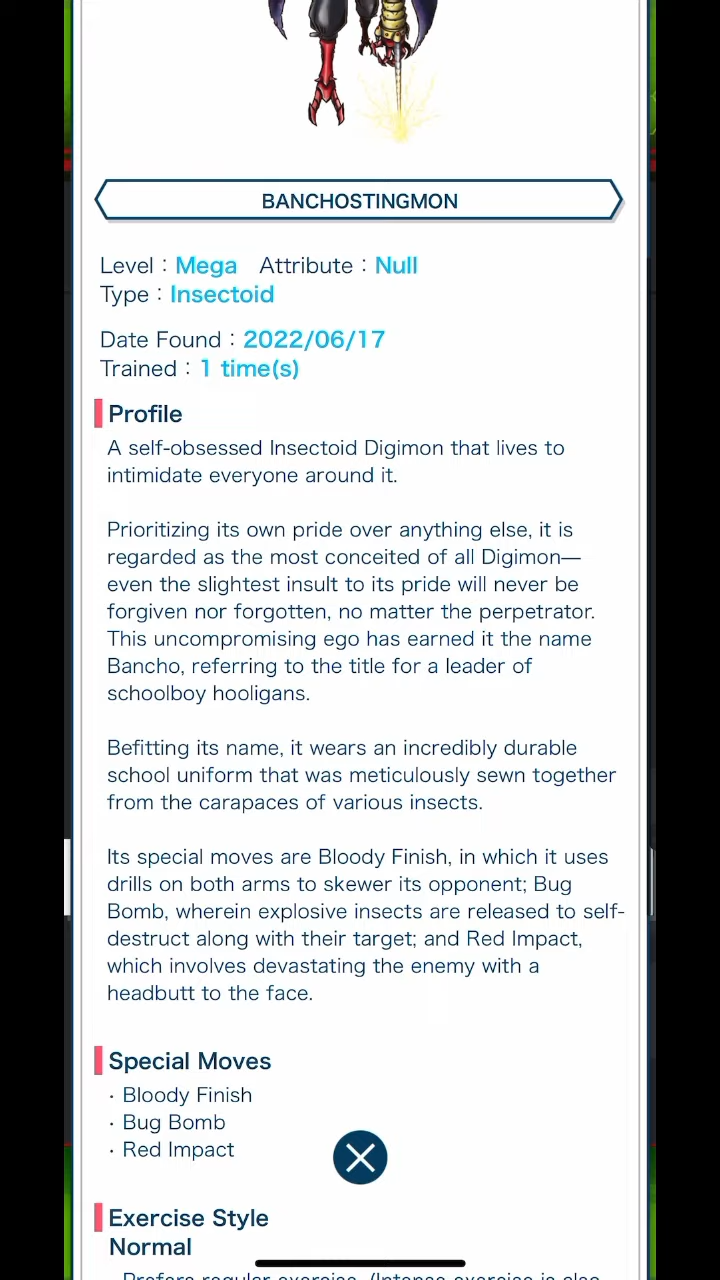 BANCHOSTINGMON
Level : Mega Attribute : Null
Type : Insectoid
Date Found : 2022/06/17
Trained : 1 time(s)
Profile
A self-obsessed Insectoid Digimon that lives to
intimidate everyone around it.
Prioritizing its own pride over anything else, it is
regarded as the most conceited of all Digimon—
even the slightest insult to its pride will never be
forgiven nor forgotten, no matter the perpetrator.
This uncompromising ego has earned it the name
Bancho, referring to the title for a leader of
schoolboy hooligans.
Befitting its name, it wears an incredibly durable
school uniform that was meticulously sewn together
from the carapaces of various insects.
Its special moves are Bloody Finish, in which it uses
drills on both arms to skewer its opponent; Bug
Bomb, wherein explosive insects are released to self-
destruct along with their target; and Red Impact,
which involves devastating the enemy with a
headbutt to the face.
Special Moves
· Bloody Finish
· Bug Bomb
· Red Impact
Exercise Style
Normal
Prefers regular exercise. (Intense exercise is also